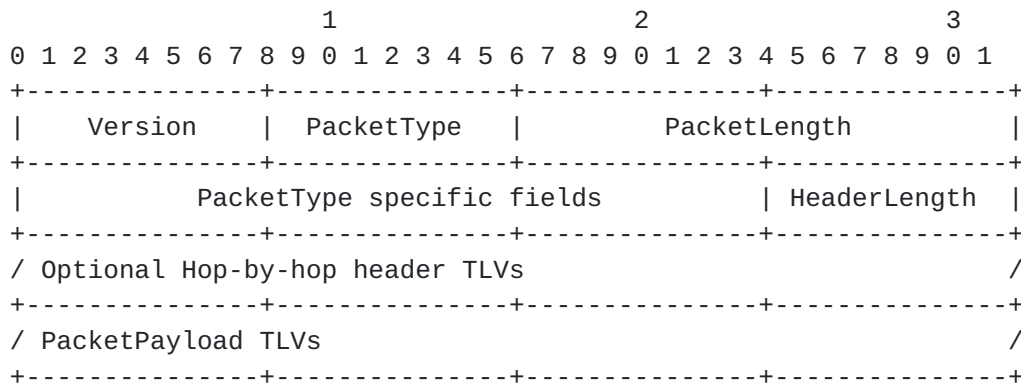 1                   2                   3
0 1 2 3 4 5 6 7 8 9 0 1 2 3 4 5 6 7 8 9 0 1 2 3 4 5 6 7 8 9 0 1
+---------------+---------------+---------------+---------------+
|    Version    |  PacketType   |         PacketLength          |
+---------------+---------------+---------------+---------------+
|           PacketType specific fields          | HeaderLength  |
+---------------+---------------+---------------+---------------+
/ Optional Hop-by-hop header TLVs                               /
+---------------+---------------+---------------+---------------+
/ PacketPayload TLVs                                            /
+---------------+---------------+---------------+---------------+